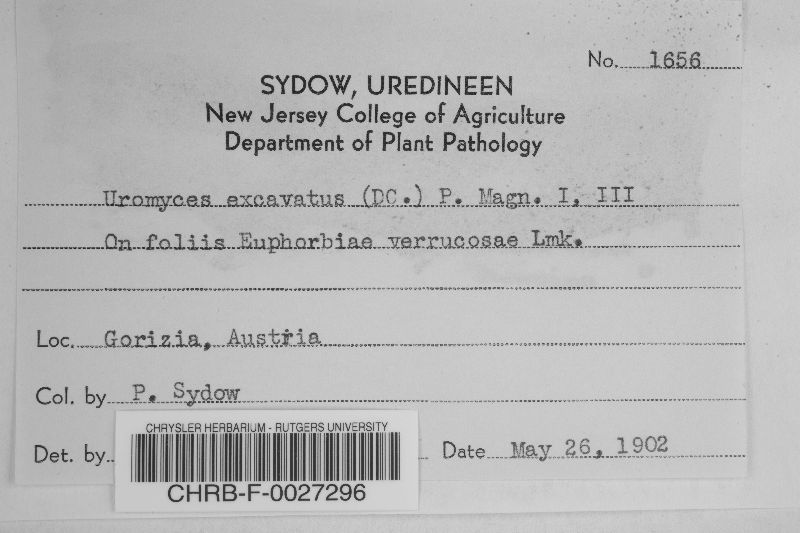 No. 1656
SYDOW, UREDINEEN
New Jersey College of Agriculture
Department of Plant Pathology
Uromyces excavatus (DC.) P. Magn. I, III
On foliis Euphorbiae verrucosae Lmk.
Loc. Gorizia, Austria
Col. by P. Sydow
Det. by Date May 26, 1902
CHRYSLER HERBARIUM - RUTGERS UNIVERSITY
CHRB-F-0027296